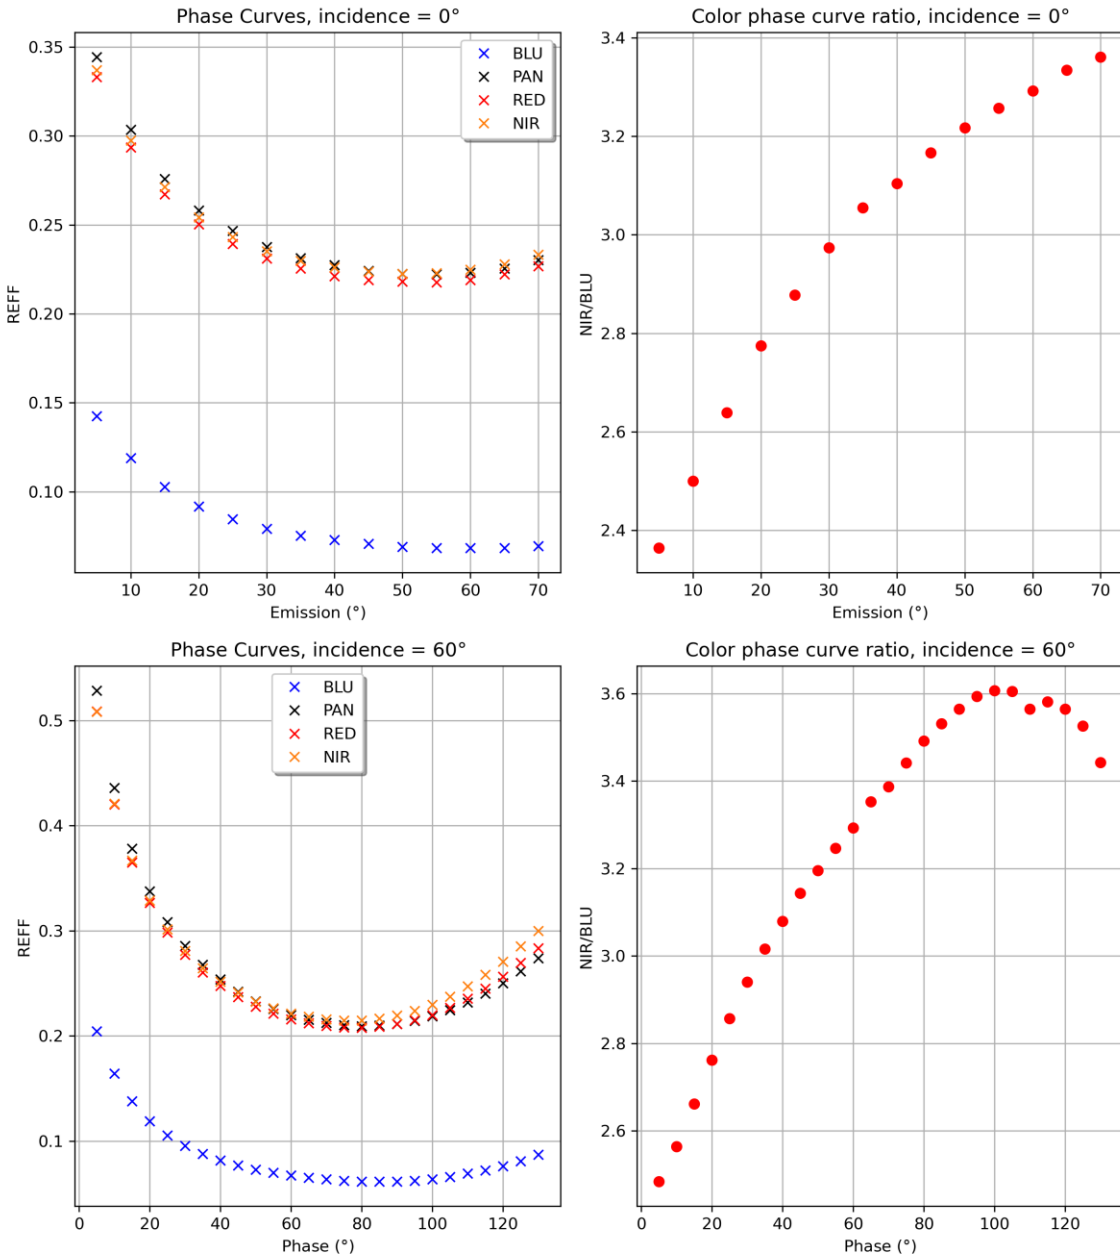 Phase Curves, incidence = 0°
0.35
0.30
0.25
0.20
0.15
0.10
REFF
BLU
PAN
RED
NIR
10 20 30 40 50 60 70
Emission (°)
Color phase curve ratio, incidence = 0°
3.4
3.2
3.0
2.8
2.6
2.4
NIR/BLU
10 20 30 40 50 60 70
Emission (°)
Phase Curves, incidence = 60°
0.5
0.4
0.3
0.2
0.1
REFF
BLU
PAN
RED
NIR
0 20 40 60 80 100 120
Phase (°)
Color phase curve ratio, incidence = 60°
3.6
3.4
3.2
3.0
2.8
2.6
NIR/BLU
0 20 40 60 80 100 120
Phase (°)